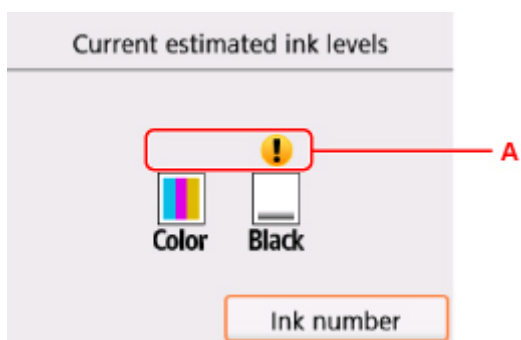 Current estimated ink levels
! A
Color Black
Ink number